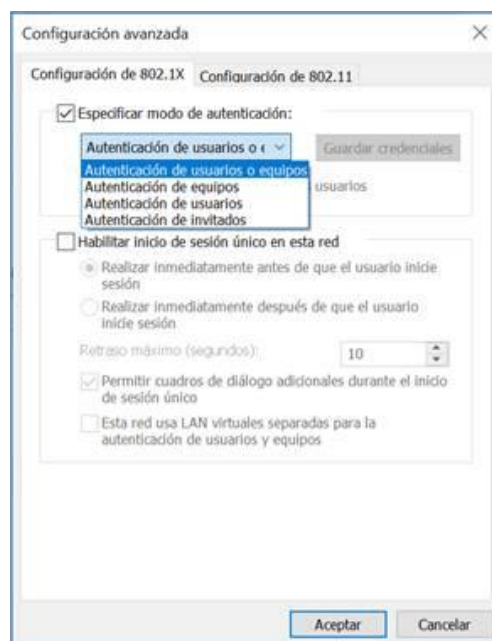 Configuración avanzada
Configuración de 802.1X Configuración de 802.11
Especificar modo de autenticación:
Autenticación de usuarios o e Guardar credenciales
Autenticación de usuarios o equipos
Autenticación de equipos
usuarios
Autenticación de usuarios
Autenticación de invitados
Habilitar inicio de sesión único en esta red
Realizar inmediatamente antes de que el usuario inicie
sesión
Realizar inmediatamente después de que el usuario
inicie sesión
Retraso máximo (segundos): 10
Permitir cuadros de diálogo adicionales durante el inicio
de sesión único
Esta red usa LAN virtuales separadas para la
autenticación de usuarios y equipos
Aceptar Cancelar